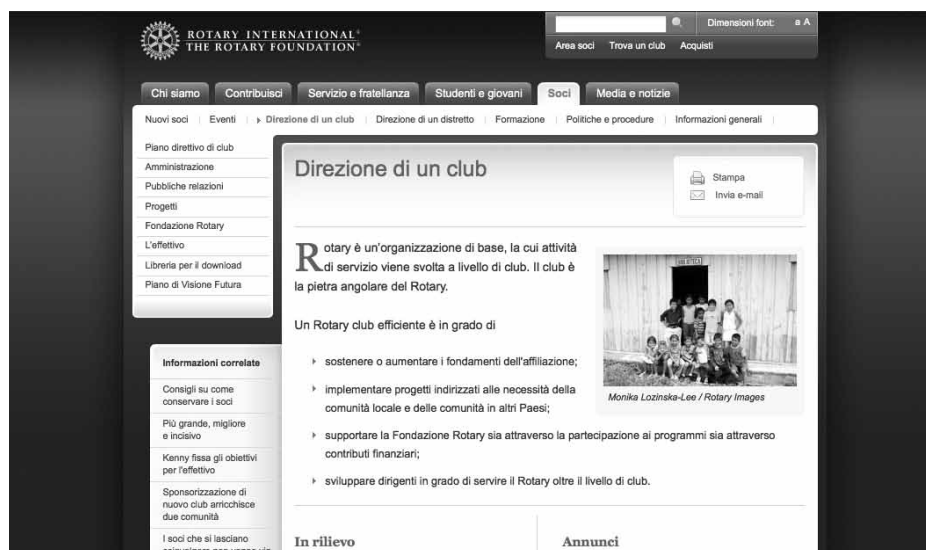 ROTARY INTERNATIONAL®
THE ROTARY FOUNDATION®
Dimensioni font: a A
Area soci Trova un club Acquisti
Chi siamo Contribuisci Servizio e fratellanza Studenti e giovani Soci Media e notizie
Nuovi soci Eventi Direzione di un club Direzione di un distretto Formazione Politiche e procedure Informazioni generali
Piano direttivo di club
Amministrazione
Pubbliche relazioni
Progetti
Fondazione Rotary
L'effettivo
Libreria per il download
Piano di Visione Futura
Informazioni correlate
Consigli su come
conservare i soci
Più grande, migliore
e incisivo
Kenny fissa gli obiettivi
per l'effettivo
Sponsorizzazione di
nuovo club arricchisce
due comunità
I soci che si lasciano
Direzione di un club
Stampa
Invia e-mail
Rotary è un'organizzazione di base, la cui attività
di servizio viene svolta a livello di club. Il club è
la pietra angolare del Rotary.
Un Rotary club efficiente è in grado di
sostenere o aumentare i fondamenti dell'affiliazione;
implementare progetti indirizzati alle necessità della
comunità locale e delle comunità in altri Paesi;
supportare la Fondazione Rotary sia attraverso la partecipazione ai programmi sia attraverso
contributi finanziari;
sviluppare dirigenti in grado di servire il Rotary oltre il livello di club.
BIBLIOTECA
Monika Lozinska-Lee / Rotary Images
In rilievo
Annunci